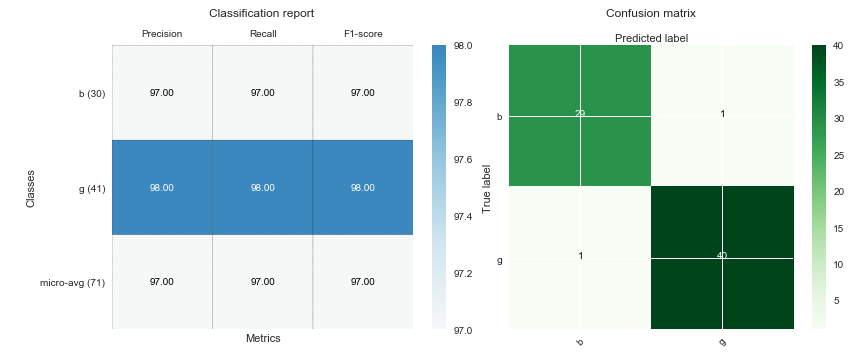 Classification report
Precision Recall F1-score
b (30) 97.00 97.00 97.00
g (41) 98.00 98.00 98.00
micro-avg (71) 97.00 97.00 97.00
Classes
Metrics
98.0
97.8
97.6
97.4
97.2
97.0
Confusion matrix
Predicted label
b 29 1
g 1 40
True label
b g
40
35
30
25
20
15
10
5